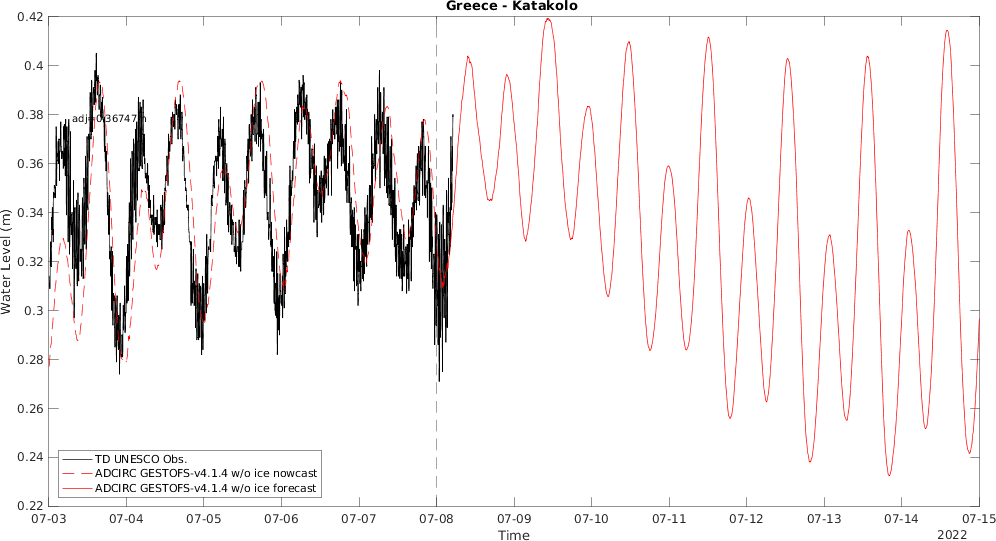 Greece - Katakolo
0.42
0.4
0.38
0.36
0.34
0.32
0.3
0.28
0.26
0.24
0.22
Water Level (m)
adj=0.36747m
TD UNESCO Obs.
ADCIRC GESTOFS-v4.1.4 w/o ice nowcast
ADCIRC GESTOFS-v4.1.4 w/o ice forecast
07-03 07-04 07-05 07-06 07-07 07-08 07-09 07-10 07-11 07-12 07-13 07-14 07-15
Time
2022